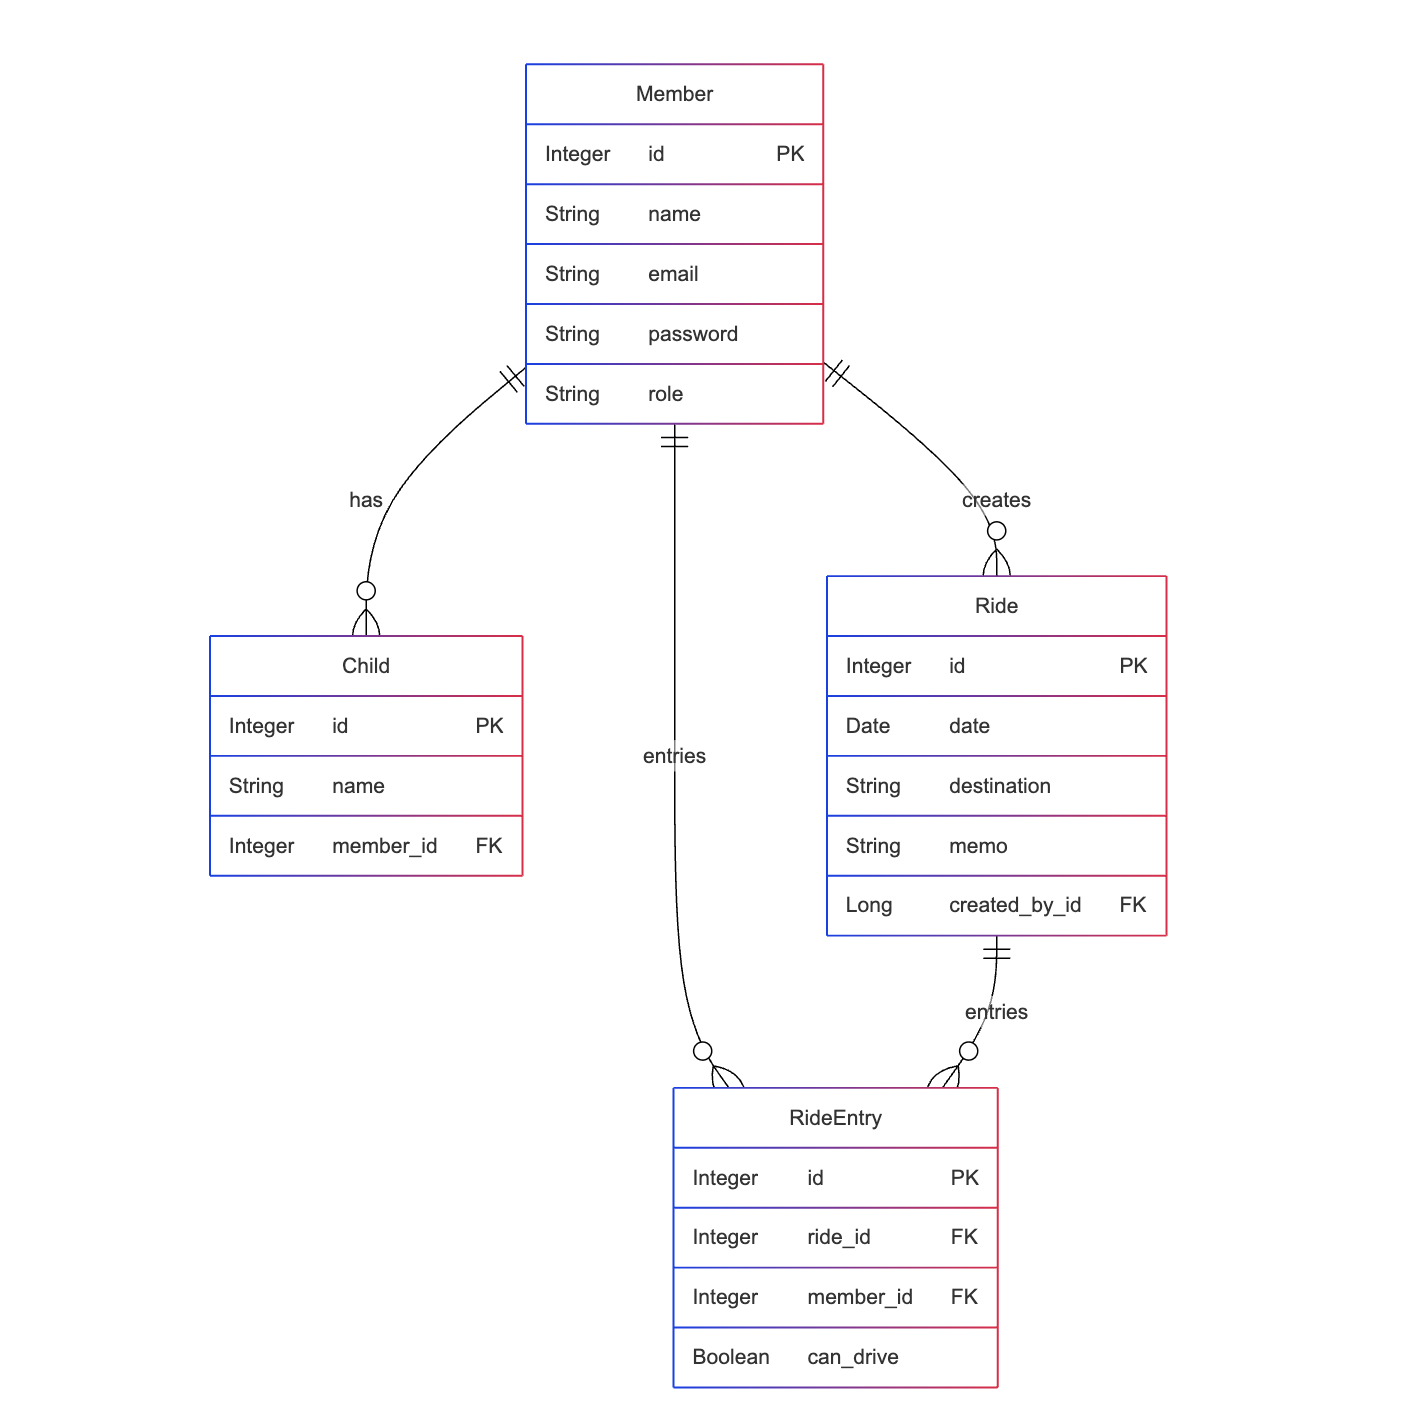 Member
Integer id PK
String name
String email
String password
String role
has
creates
Child
Integer id PK
String name
Integer member_id FK
entries
Ride
Integer id PK
Date date
String destination
String memo
Long created_by_id FK
entries
RideEntry
Integer id PK
Integer ride_id FK
Integer member_id FK
Boolean can_drive